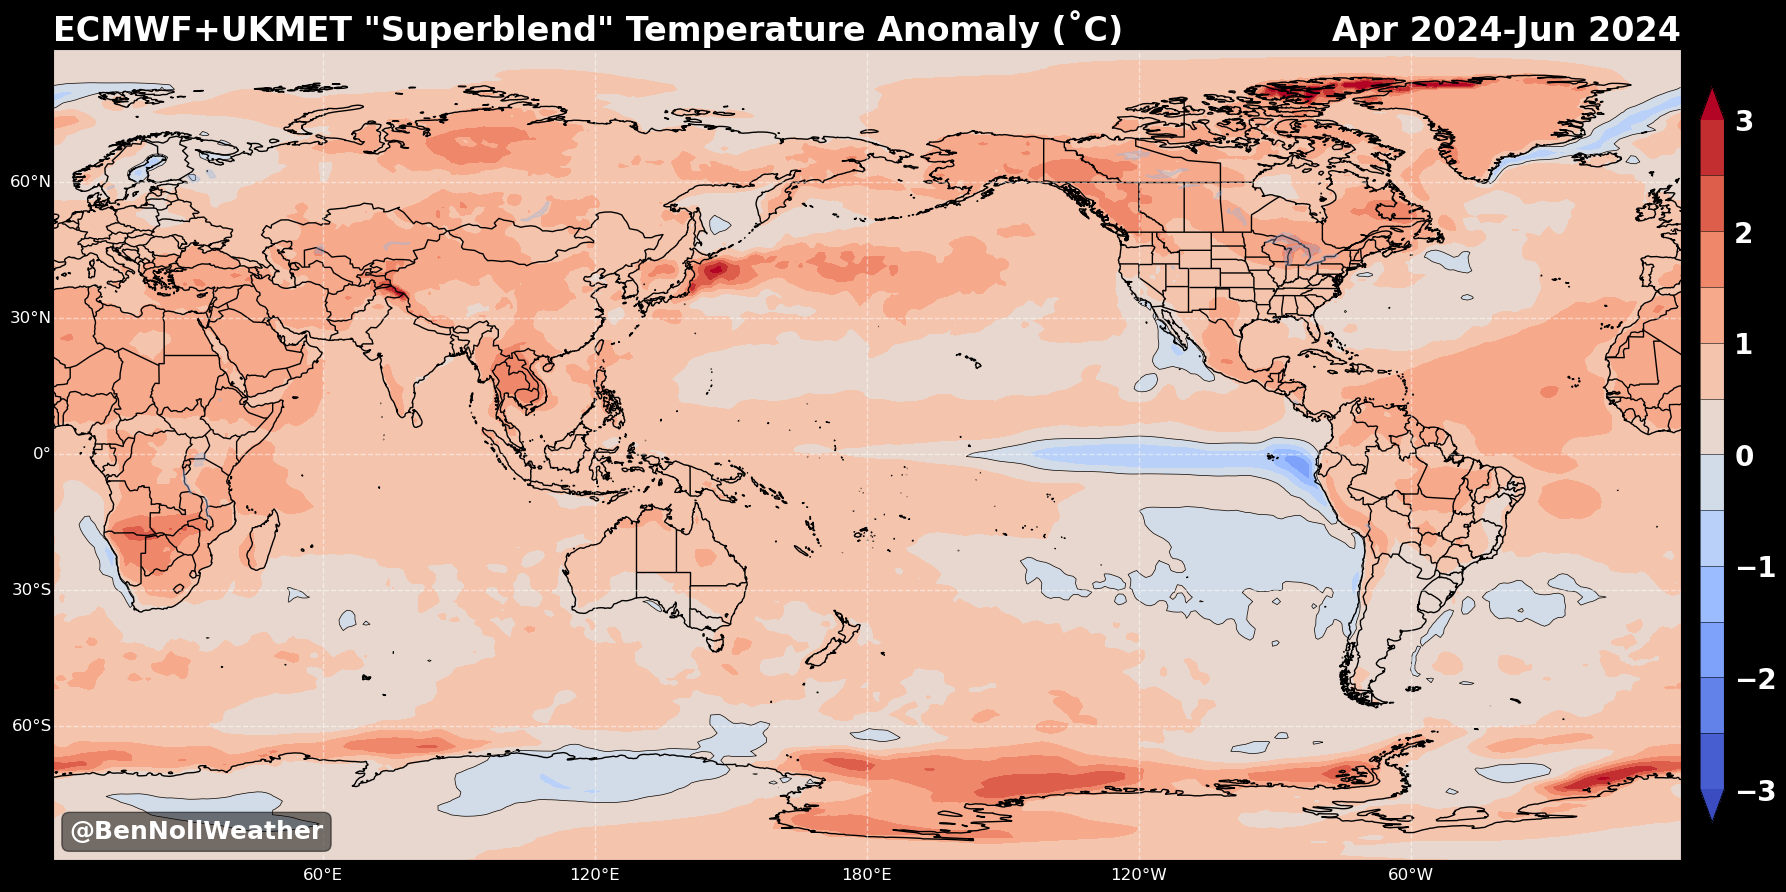 ECMWF+UKMET "Superblend" Temperature Anomaly (˚C)
Apr 2024-Jun 2024
3
2
1
0
−1
−2
−3
60°N
30°N
0°
30°S
60°S
@BenNollWeather
60°E
120°E
180°E
120°W
60°W